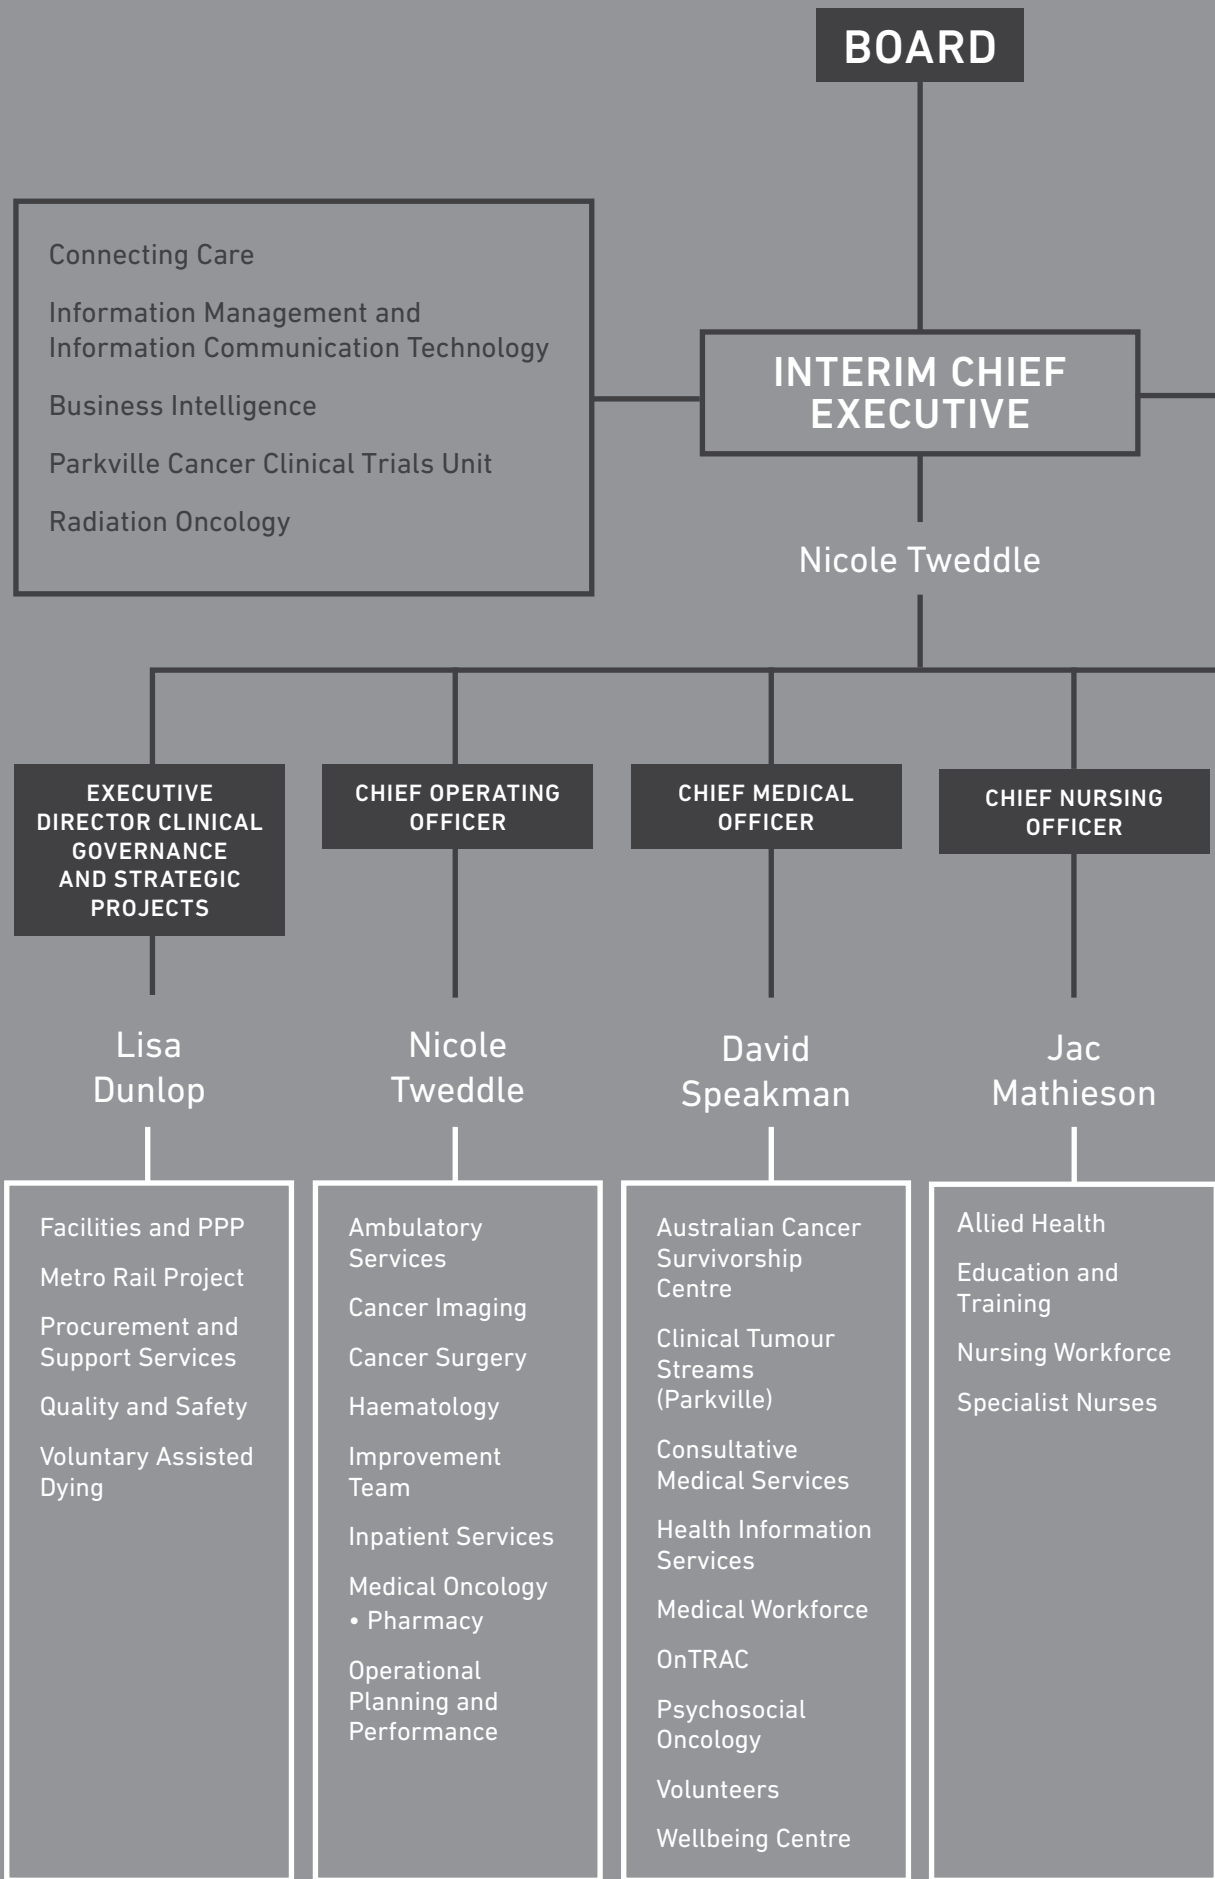 BOARD
Connecting Care
Information Management and
Information Communication Technology
Business Intelligence
Parkville Cancer Clinical Trials Unit
Radiation Oncology
INTERIM CHIEF
EXECUTIVE
Nicole Tweddle
EXECUTIVE
DIRECTOR CLINICAL
GOVERNANCE
AND STRATEGIC
PROJECTS
Lisa
Dunlop
Facilities and PPP
Metro Rail Project
Procurement and
Support Services
Quality and Safety
Voluntary Assisted
Dying
CHIEF OPERATING
OFFICER
Nicole
Tweddle
Ambulatory
Services
Cancer Imaging
Cancer Surgery
Haematology
Improvement
Team
Inpatient Services
Medical Oncology
• Pharmacy
Operational
Planning and
Performance
CHIEF MEDICAL
OFFICER
David
Speakman
Australian Cancer
Survivorship
Centre
Clinical Tumour
Streams
(Parkville)
Consultative
Medical Services
Health Information
Services
Medical Workforce
OnTRAC
Psychosocial
Oncology
Volunteers
Wellbeing Centre
CHIEF NURSING
OFFICER
Jac
Mathieson
Allied Health
Education and
Training
Nursing Workforce
Specialist Nurses